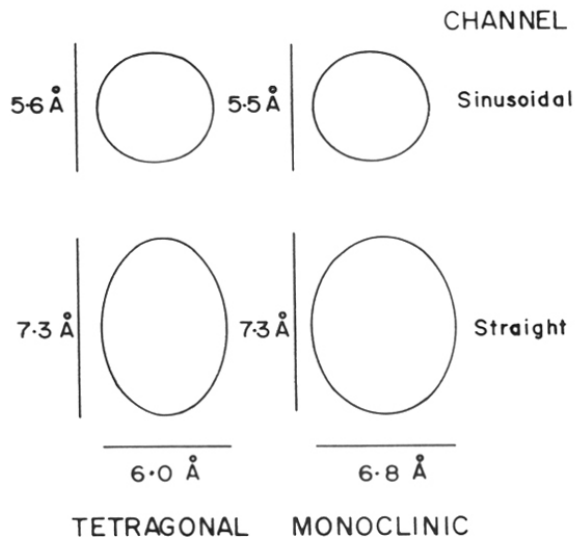 CHANNEL
5·6 Å 5·5 Å Sinusoidal
7·3 Å 7·3 Å Straight
6·0 Å 6·8 Å
TETRAGONAL MONOCLINIC